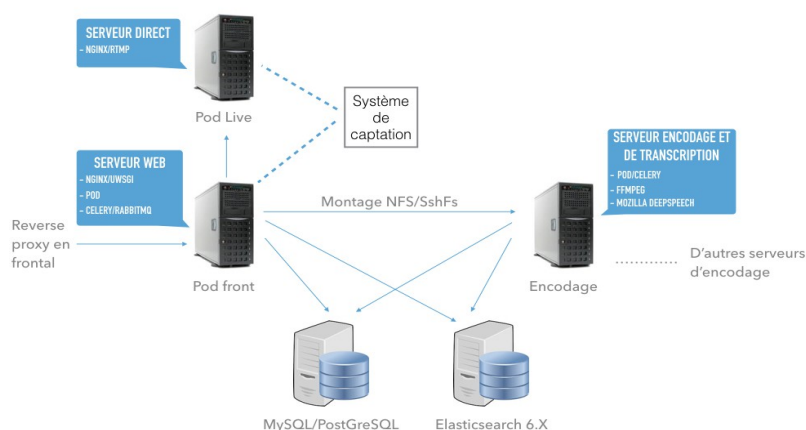 SERVEUR DIRECT
- NGINX/RTMP
Pod Live
Système
de
captation
SERVEUR WEB
- NGINX/UWSGI
- POD
- CELERY/RABBITMQ
SERVEUR ENCODAGE ET
DE TRANSCRIPTION
- POD/CELERY
- FFMPEG
- MOZILLA DEEPSPEECH
Montage NFS/SshFs
Reverse
proxy en
frontal
Pod front
Encodage
D'autres serveurs
d'encodage
MySQL/PostGreSQL
Elasticsearch 6.X